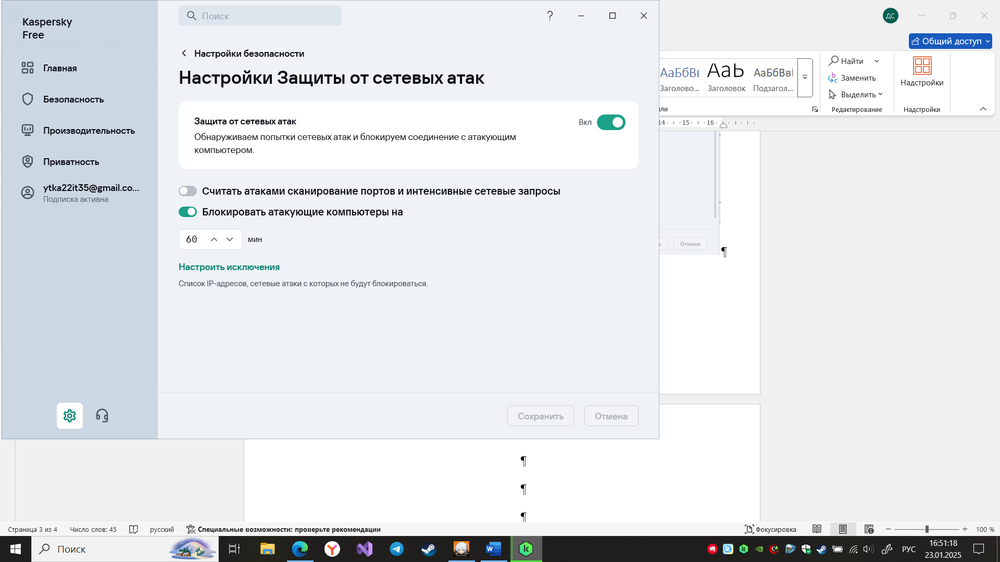 Kaspersky
Free
Главная
Безопасность
Производительность
Приватность
ytka22it35@gmail.co...
Подписка активна
Поиск
?
Настройки безопасности
Настройки Защиты от сетевых атак
Защита от сетевых атак
Вкл
Обнаруживаем попытки сетевых атак и блокируем соединение с атакующим
компьютером.
Считать атаками сканирование портов и интенсивные сетевые запросы
Блокировать атакующие компьютеры на
60 мин
Настроить исключения
Список IP-адресов, сетевые атаки с которых не будут блокироваться.
Сохранить Отмена
ДС
Общий доступ
АаБбВв Заголово...
АаЬ Заголовок
АаБбВвІ Подзагол...
Найти
Заменить
Выделить
Редактирование
Надстройки
Надстройки
14 15 16
Отмена
¶
¶
¶
¶
Страница 3 из 4 Число слов: 45 русский Специальные возможности: проверьте рекомендации Фокусировка 100 %
Поиск
РУС
16:51:18
23.01.2025